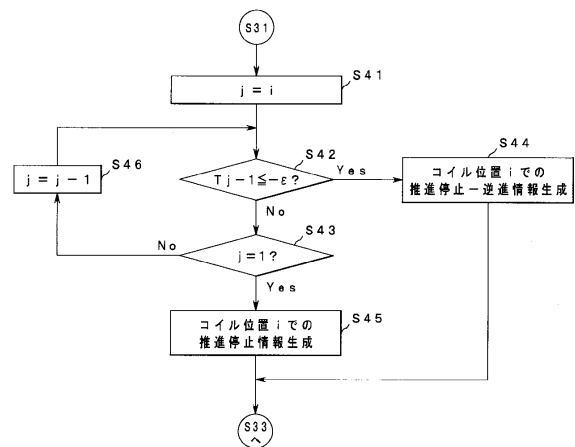 S31
S41
j = i
S42
Tj-1≦-ε?
Yes
No
S44
コイル位置iでの
推進停止-逆進情報生成
S46
j = j - 1
S43
j=1?
No
Yes
S45
コイル位置iでの
推進停止情報生成
S33
へ